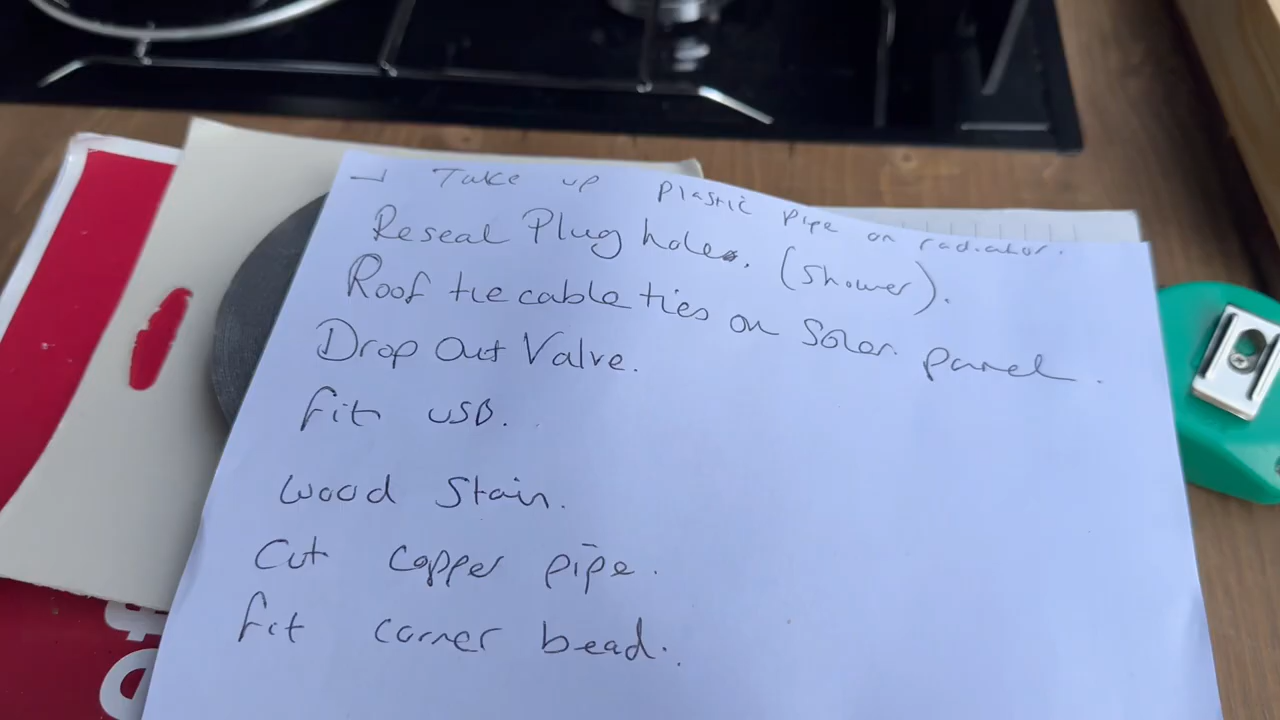 Take up plastic pipe on radiator.
Reseal Plug hole. (Shower).
Roof tie cable ties on Solar panel.
Drop Out Valve.
Fit USB.
Wood Stain.
Cut Copper pipe.
Fit corner bead.